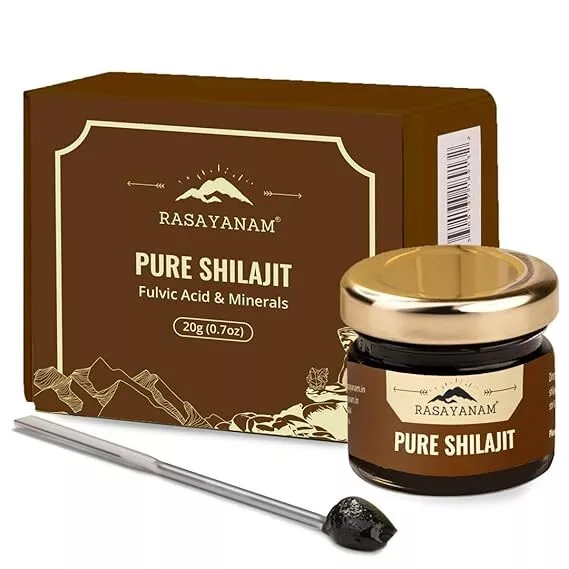 RASAYANAM®
PURE SHILAJIT
Fulvic Acid & Minerals
20g (0.7oz)
RASAYANAM®
PURE SHILAJIT